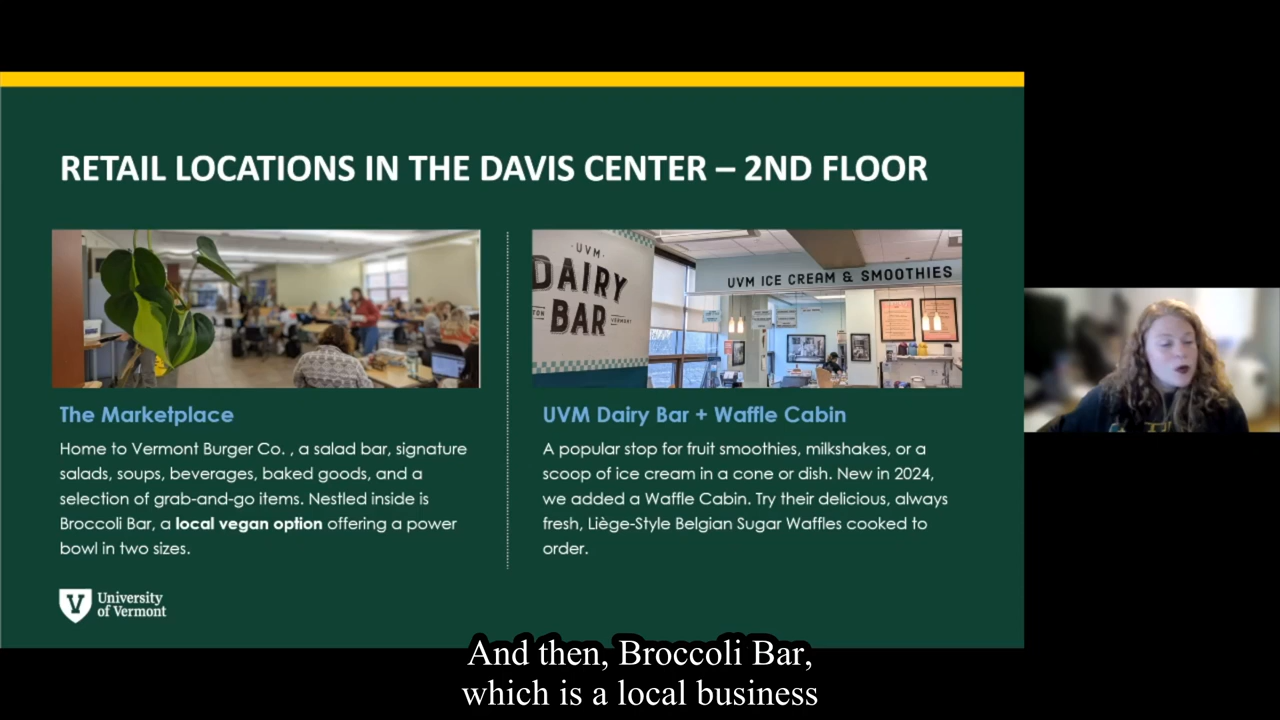 RETAIL LOCATIONS IN THE DAVIS CENTER – 2ND FLOOR
·UVM·
DAIRY
BAR
TON
VERMONT
UVM ICE CREAM & SMOOTHIES
The Marketplace
Home to Vermont Burger Co. , a salad bar, signature
salads, soups, beverages, baked goods, and a
selection of grab-and-go items. Nestled inside is
Broccoli Bar, a local vegan option offering a power
bowl in two sizes.
UVM Dairy Bar + Waffle Cabin
A popular stop for fruit smoothies, milkshakes, or a
scoop of ice cream in a cone or dish. New in 2024,
we added a Waffle Cabin. Try their delicious, always
fresh, Liège-Style Belgian Sugar Waffles cooked to
order.
V University
of Vermont
And then, Broccoli Bar,
which is a local business